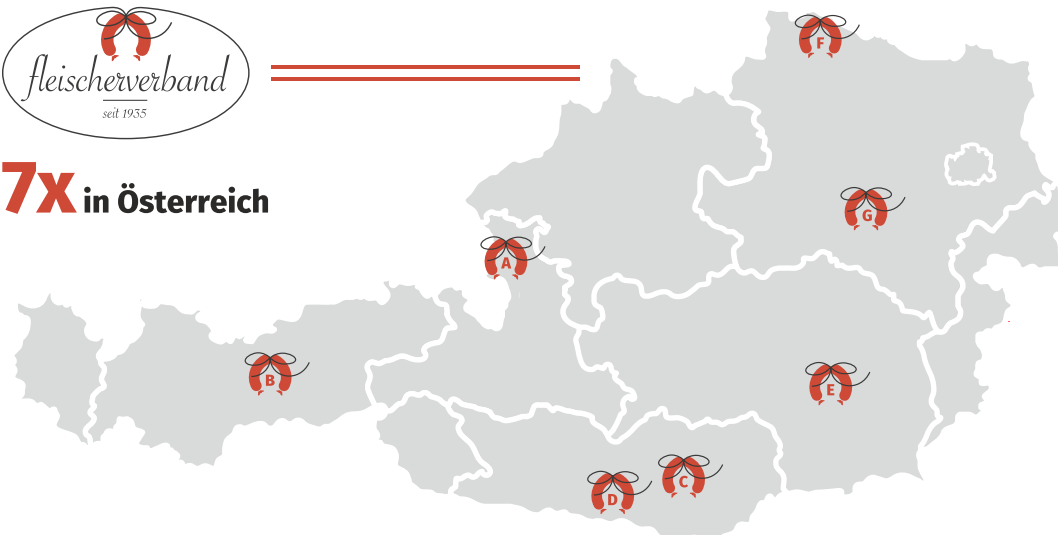 fleischerverband
seit 1935
7x in Österreich
F
G
A
B
E
C
D